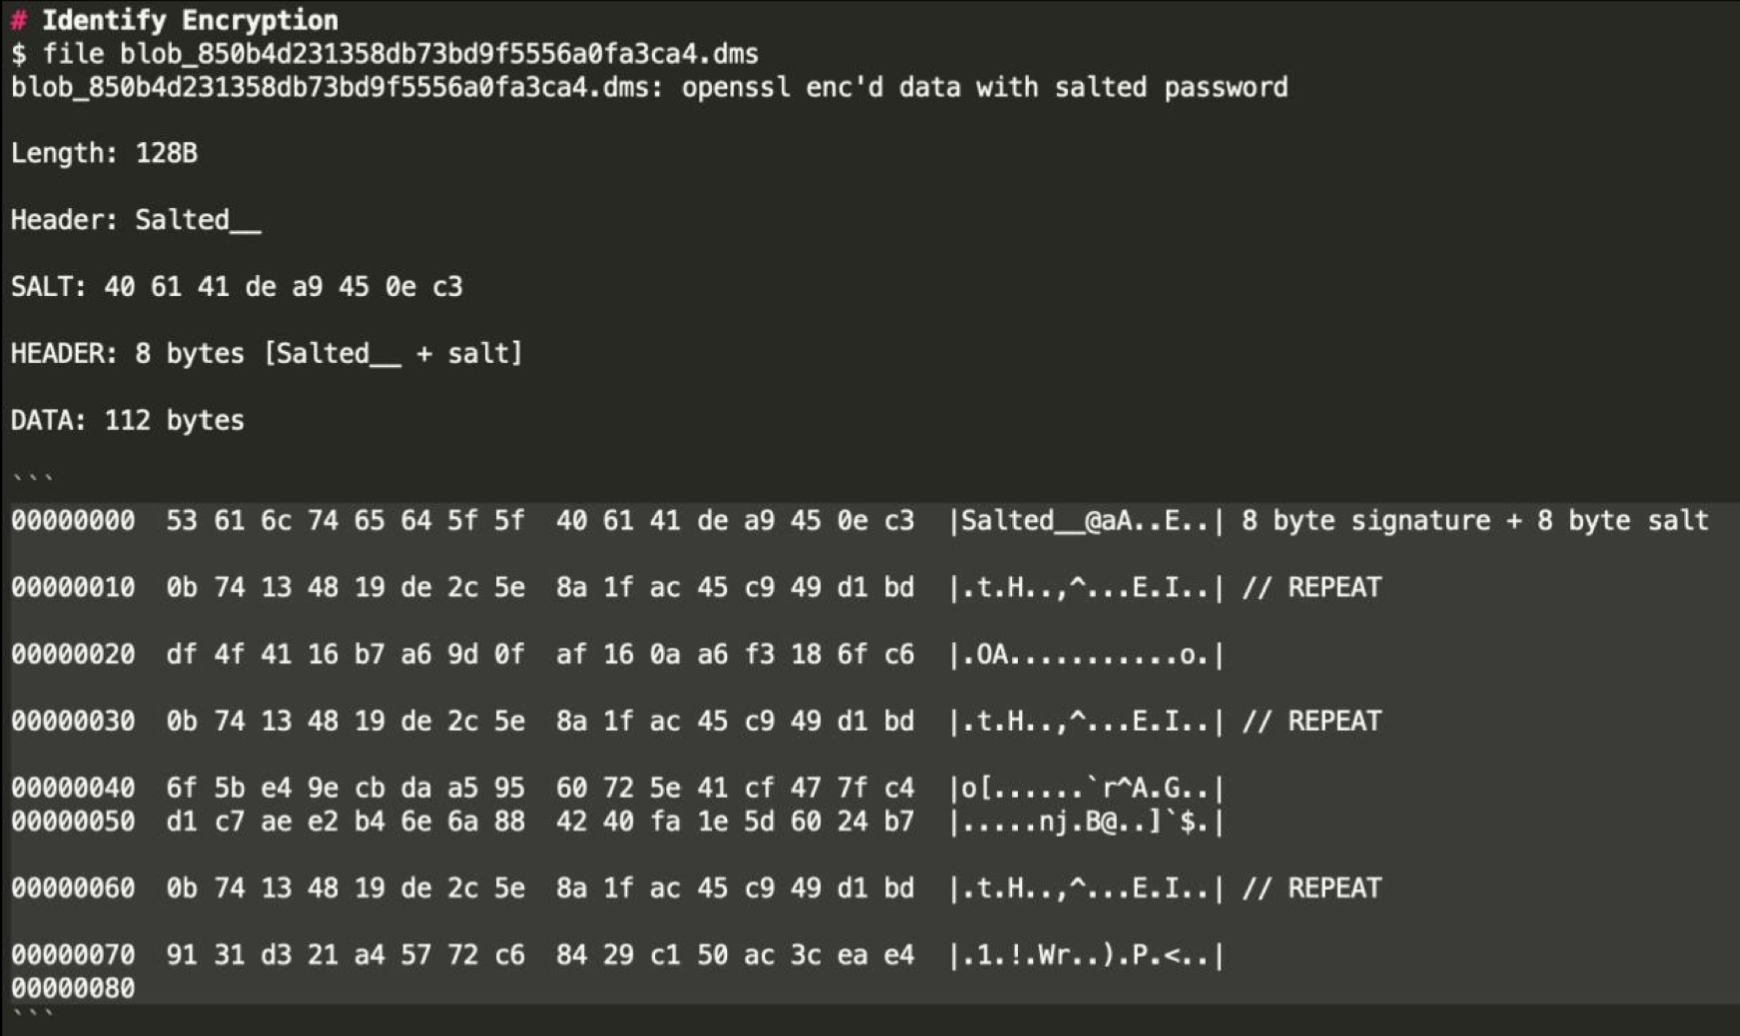 # Identify Encryption
$ file blob_850b4d231358db73bd9f5556a0fa3ca4.dms
blob_850b4d231358db73bd9f5556a0fa3ca4.dms: openssl enc'd data with salted password
Length: 128B
Header: Salted__
SALT: 40 61 41 de a9 45 0e c3
HEADER: 8 bytes [Salted__ + salt]
DATA: 112 bytes
```
00000000  53 61 6c 74 65 64 5f 5f  40 61 41 de a9 45 0e c3  |Salted__@aA..E..| 8 byte signature + 8 byte salt
00000010  0b 74 13 48 19 de 2c 5e  8a 1f ac 45 c9 49 d1 bd  |.t.H..,^...E.I..| // REPEAT
00000020  df 4f 41 16 b7 a6 9d 0f  af 16 0a a6 f3 18 6f c6  |.OA...........o.|
00000030  0b 74 13 48 19 de 2c 5e  8a 1f ac 45 c9 49 d1 bd  |.t.H..,^...E.I..| // REPEAT
00000040  6f 5b e4 9e cb da a5 95  60 72 5e 41 cf 47 7f c4  |o[......`r^A.G..|
00000050  d1 c7 ae e2 b4 6e 6a 88  42 40 fa 1e 5d 60 24 b7  |.....nj.B@..]`$.|
00000060  0b 74 13 48 19 de 2c 5e  8a 1f ac 45 c9 49 d1 bd  |.t.H..,^...E.I..| // REPEAT
00000070  91 31 d3 21 a4 57 72 c6  84 29 c1 50 ac 3c ea e4  |.1.!.Wr..).P.<..|
00000080
```